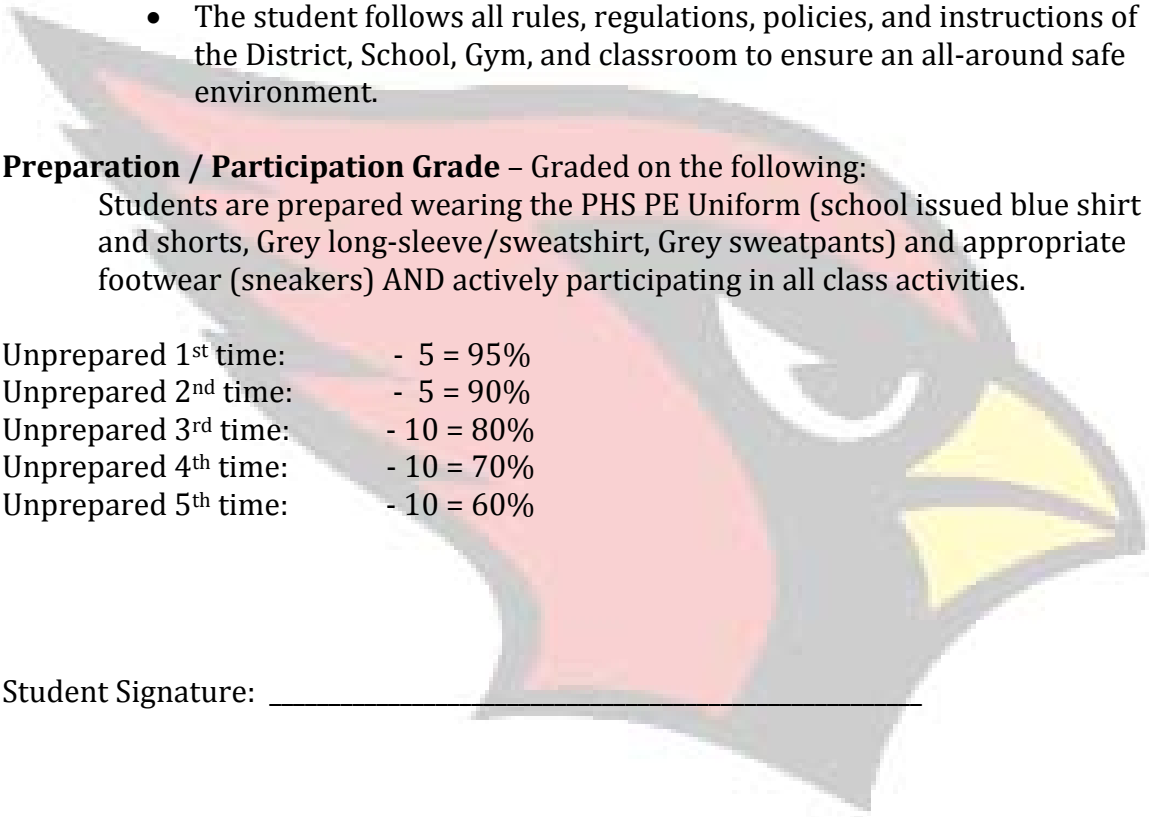 • The student follows all rules, regulations, policies, and instructions of
the District, School, Gym, and classroom to ensure an all-around safe
environment.
Preparation / Participation Grade – Graded on the following:
Students are prepared wearing the PHS PE Uniform (school issued blue shirt
and shorts, Grey long-sleeve/sweatshirt, Grey sweatpants) and appropriate
footwear (sneakers) AND actively participating in all class activities.
Unprepared 1st time: - 5 = 95%
Unprepared 2nd time: - 5 = 90%
Unprepared 3rd time: - 10 = 80%
Unprepared 4th time: - 10 = 70%
Unprepared 5th time: - 10 = 60%
Student Signature: ______________________________________________________